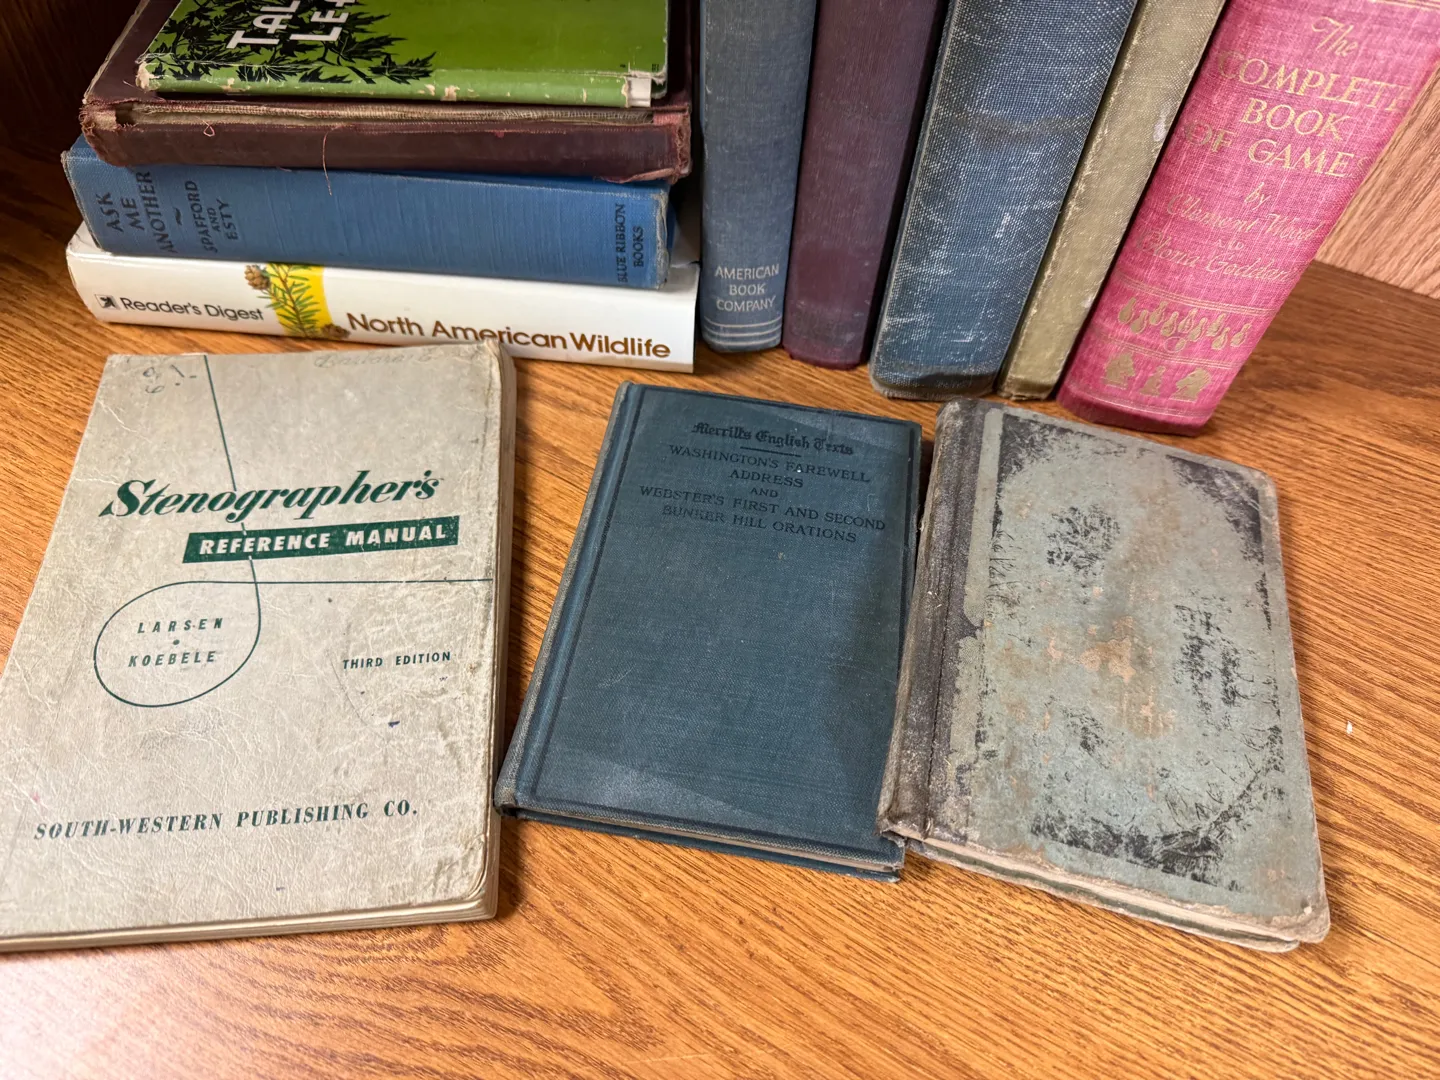 ASK
ME
ANOTHER
~
SPAFFORD
AND
ESTY
BLUE RIBBON
BOOKS
Reader's Digest
North American Wildlife
AMERICAN
BOOK
COMPANY
The
COMPLETE
BOOK
OF GAMES
by
Clement Wood
AND
Gloria Goddard
Stenographer's
REFERENCE MANUAL
LARSEN
•
KOEBELE
THIRD EDITION
SOUTH-WESTERN PUBLISHING CO.
Merrill's English Texts
WASHINGTON'S FAREWELL
ADDRESS
AND
WEBSTER'S FIRST AND SECOND
BUNKER HILL ORATIONS